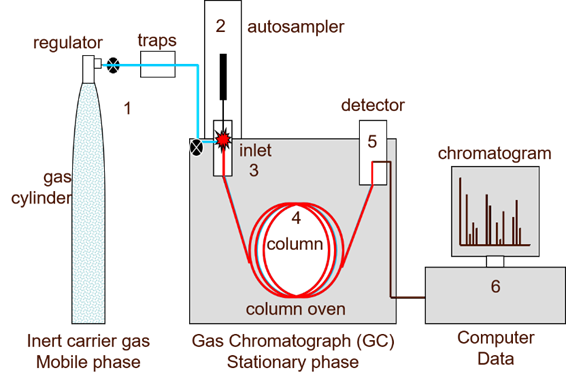 regulator
traps
2
autosampler
1
gas
cylinder
inlet
3
detector
5
4
column
column oven
chromatogram
6
Inert carrier gas
Mobile phase
Gas Chromatograph (GC)
Stationary phase
Computer
Data